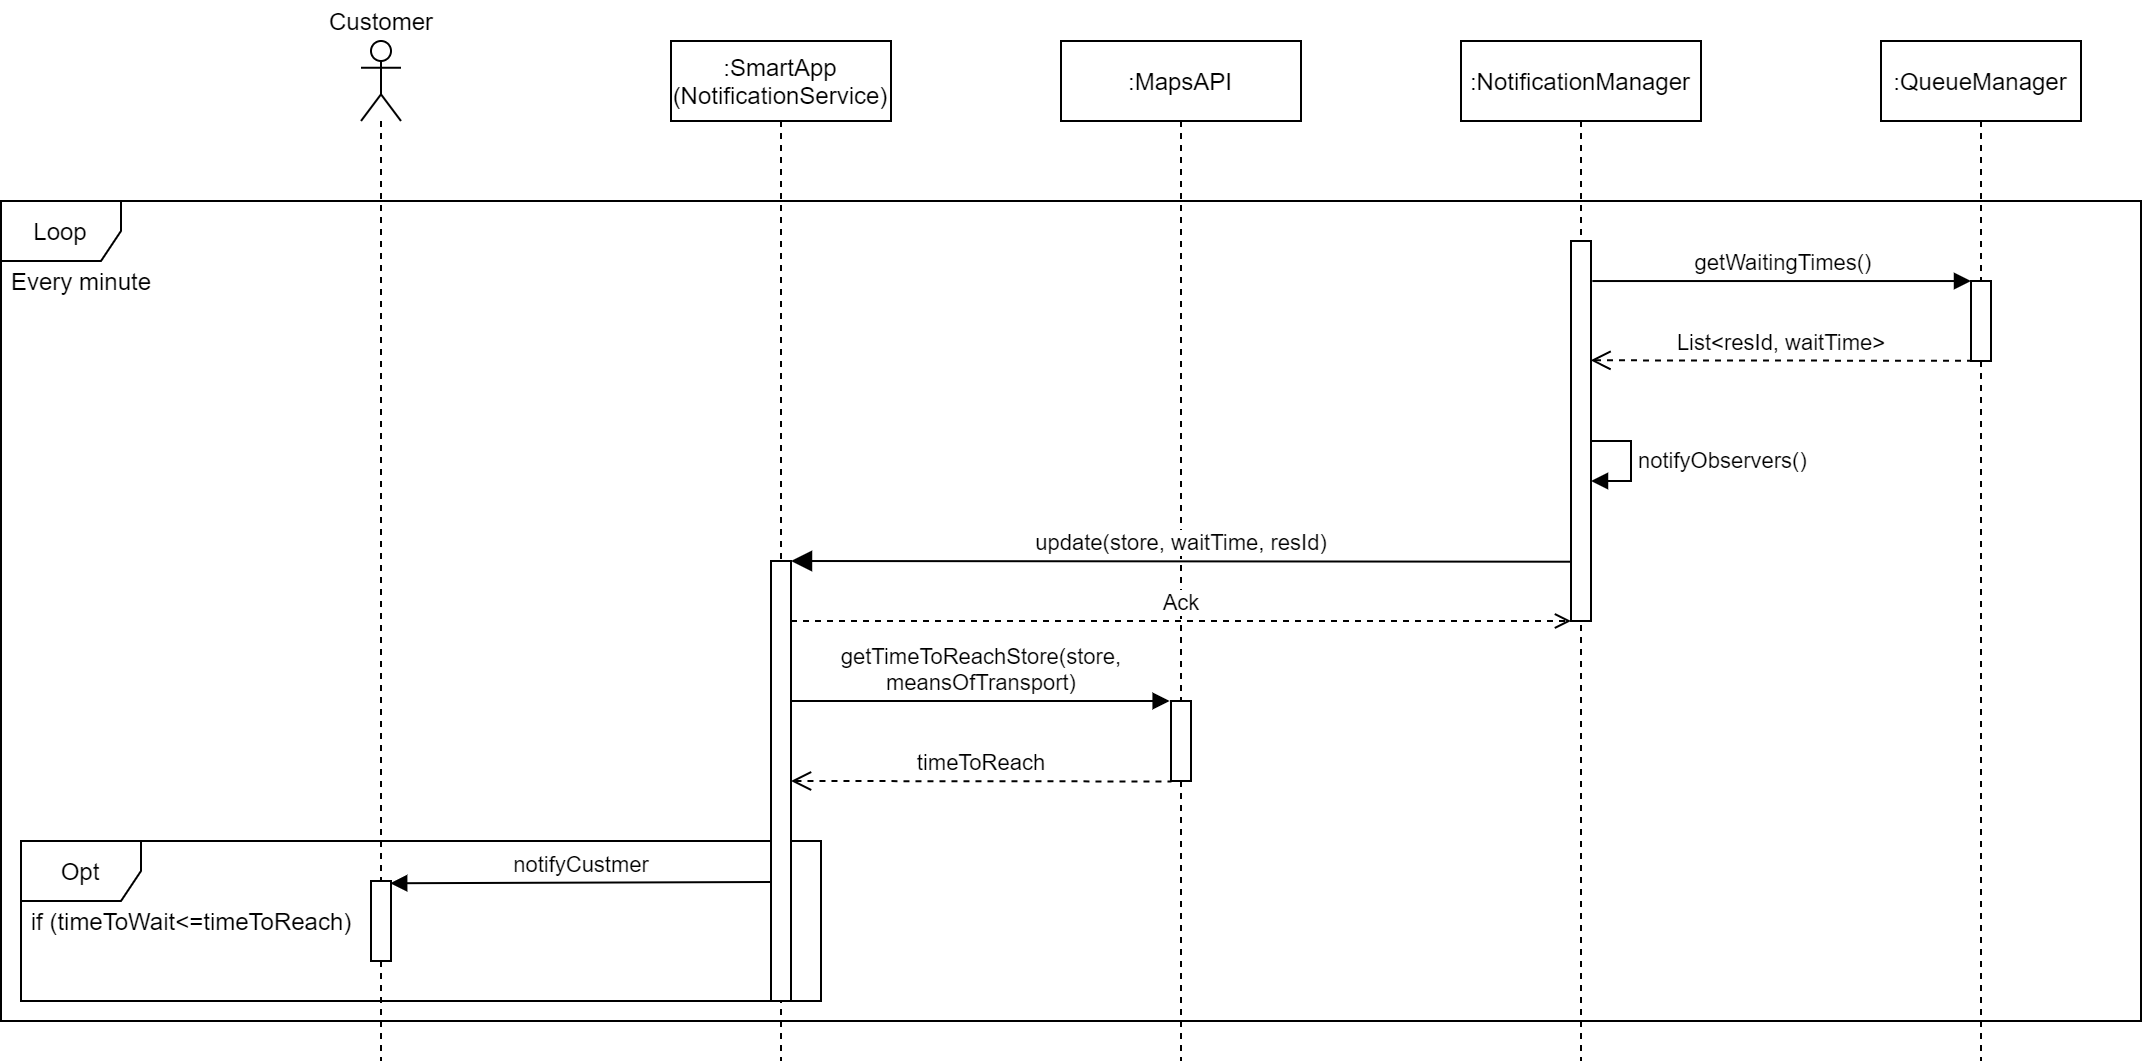 Customer
:SmartApp
(NotificationService)
:MapsAPI
:NotificationManager
:QueueManager
Loop
Every minute
getWaitingTimes()
List<resId, waitTime>
notifyObservers()
update(store, waitTime, resId)
Ack
getTimeToReachStore(store,
meansOfTransport)
timeToReach
Opt
notifyCustmer
if (timeToWait<=timeToReach)